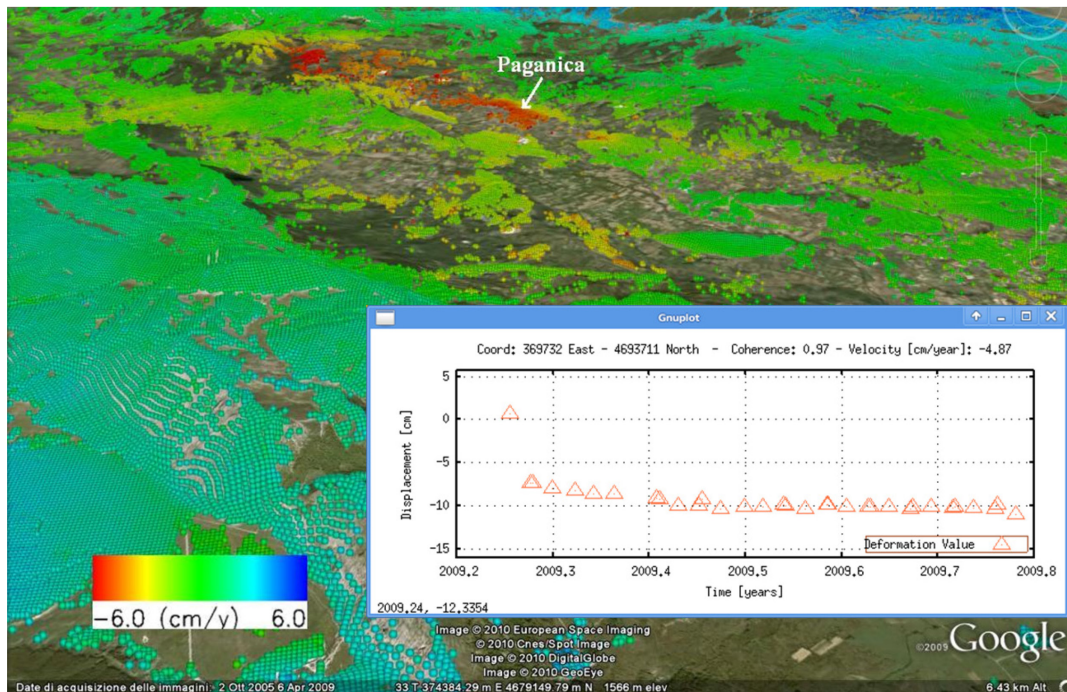 Paganica
Gnuplot
Coord: 369732 East - 4693711 North - Coherence: 0.97 - Velocity [cm/year]: -4.87
5
0
-5
-10
-15
Displacement [cm]
Deformation Value
2009.2 2009.3 2009.4 2009.5 2009.6 2009.7 2009.8
Time [years]
2009.24, -12.3354
-6.0 (cm/y) 6.0
Image © 2010 European Space Imaging
© 2010 Cnes/Spot Image
Image © 2010 DigitalGlobe
Image © 2010 GeoEye
©2009 Google
Data di acquisizione delle immagini: 2 Ott 2005 6 Apr 2009
33 T 374384.29 m E 4679149.79 m N 1566 m elev
6.43 km Alt